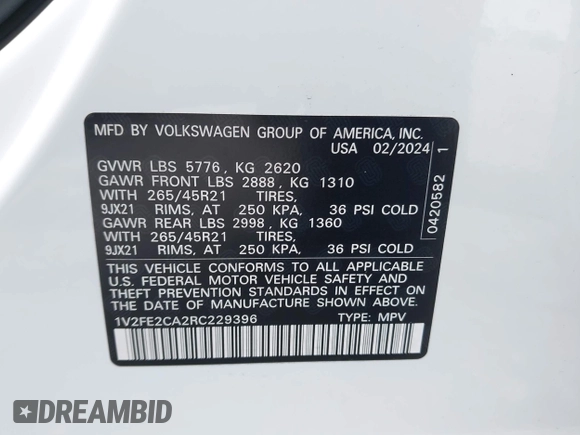 MFD BY VOLKSWAGEN GROUP OF AMERICA, INC.
USA 02/2024
GVWR LBS 5776, KG 2620
GAWR FRONT LBS 2888, KG 1310
WITH 265/45R21 TIRES,
9JX21 RIMS, AT 250 KPA, 36 PSI COLD
GAWR REAR LBS 2998, KG 1360
WITH 265/45R21 TIRES,
9JX21 RIMS, AT 250 KPA, 36 PSI COLD
THIS VEHICLE CONFORMS TO ALL APPLICABLE
U.S. FEDERAL MOTOR VEHICLE SAFETY AND
THEFT PREVENTION STANDARDS IN EFFECT ON
THE DATE OF MANUFACTURE SHOWN ABOVE.
1V2FE2CA2RC229396 TYPE: MPV
0420582 1
DREAMBID